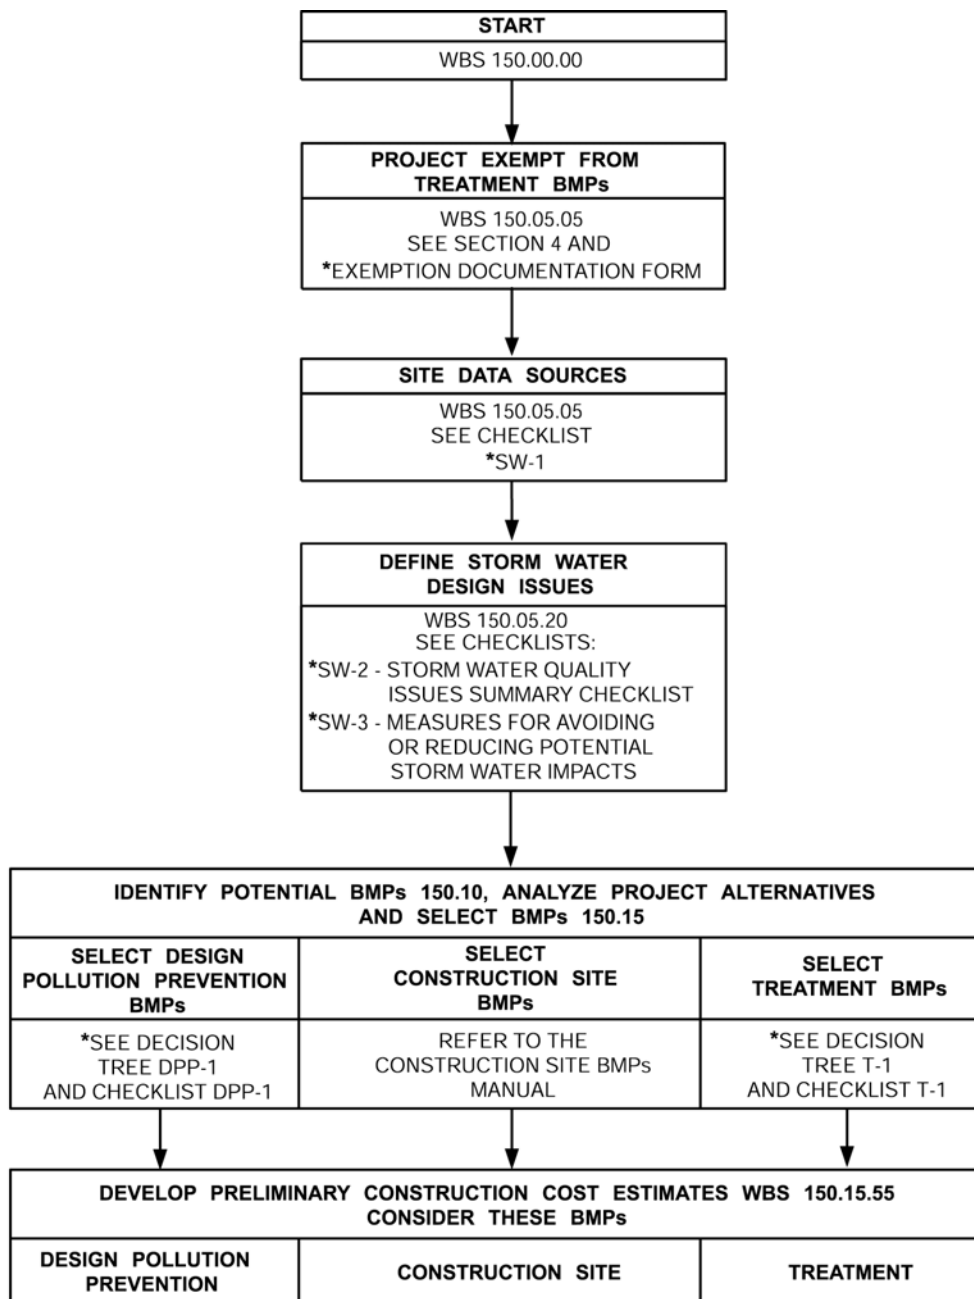 START
WBS 150.00.00
PROJECT EXEMPT FROM
TREATMENT BMPs
WBS 150.05.05
SEE SECTION 4 AND
*EXEMPTION DOCUMENTATION FORM
SITE DATA SOURCES
WBS 150.05.05
SEE CHECKLIST
*SW-1
DEFINE STORM WATER
DESIGN ISSUES
WBS 150.05.20
SEE CHECKLISTS:
*SW-2 - STORM WATER QUALITY
ISSUES SUMMARY CHECKLIST
*SW-3 - MEASURES FOR AVOIDING
OR REDUCING POTENTIAL
STORM WATER IMPACTS
IDENTIFY POTENTIAL BMPs 150.10, ANALYZE PROJECT ALTERNATIVES
AND SELECT BMPs 150.15
SELECT DESIGN
POLLUTION PREVENTION
BMPs
*SEE DECISION
TREE DPP-1
AND CHECKLIST DPP-1
SELECT
CONSTRUCTION SITE
BMPs
REFER TO THE
CONSTRUCTION SITE BMPs
MANUAL
SELECT
TREATMENT BMPs
*SEE DECISION
TREE T-1
AND CHECKLIST T-1
DEVELOP PRELIMINARY CONSTRUCTION COST ESTIMATES WBS 150.15.55
CONSIDER THESE BMPs
DESIGN POLLUTION
PREVENTION
CONSTRUCTION SITE
TREATMENT